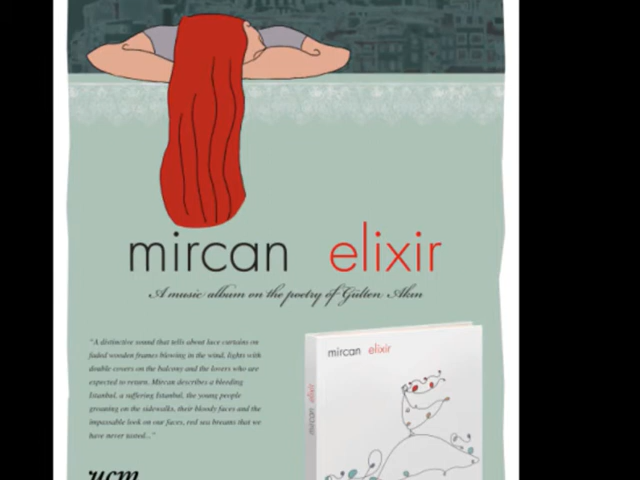 mircan elixir
A music album on the poetry of Gülten Akın
"A distinctive sound that tells about lace curtains on
faded wooden frames blowing in the wind, lights with
double covers on the balcony and the lovers who are
expected to return. Mircan describes a bleeding
Istanbul, a suffering Istanbul, the young people
groaning on the sidewalks, their bloody faces and the
impassable look on our faces, red sea breams that we
have never tasted..."
mircan elixir
mircan elixir
ucm